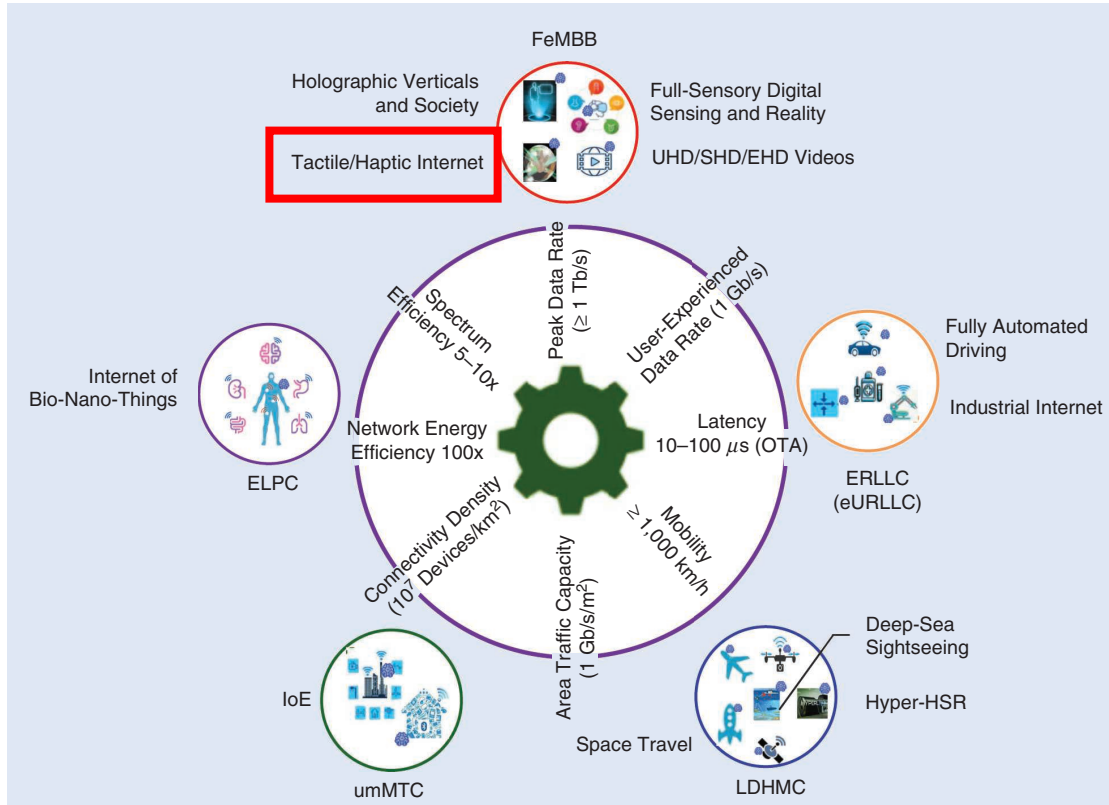 FeMBB
Holographic Verticals
and Society
Full-Sensory Digital
Sensing and Reality
Tactile/Haptic Internet
UHD/SHD/EHD Videos
Peak Data Rate
(≥ 1 Tb/s)
User-Experienced
Data Rate (1 Gb/s)
Spectrum
Efficiency 5–10x
Fully Automated
Driving
Internet of
Bio-Nano-Things
Industrial Internet
Network Energy
Efficiency 100x
Latency
10–100 μs (OTA)
ELPC
ERLLC
(eURLLC)
Connectivity Density
(10⁷ Devices/km²)
Mobility
≥ 1,000 km/h
Area Traffic Capacity
(1 Gb/s/m²)
Deep-Sea
Sightseeing
IoE
Hyper-HSR
Space Travel
umMTC
LDHMC